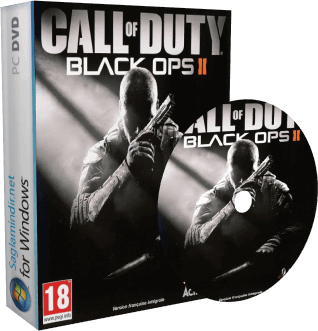 PC DVD
CALL OF DUTY
BLACK OPS II
Saglamindir.net
for Windows
18
www.pegi.info
Version française intégrale
ALL OF DUTY
BLACK OPS II